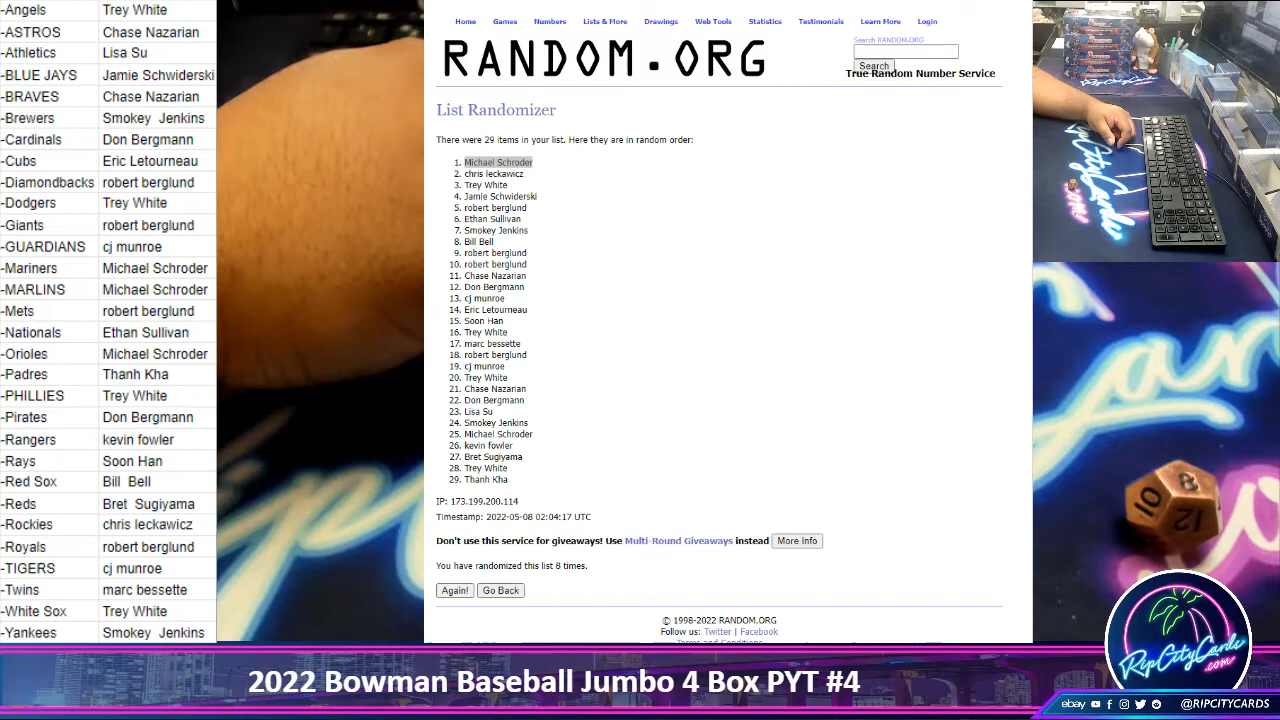 -Angels Trey White
-ASTROS Chase Nazarian
-Athletics Lisa Su
-BLUE JAYS Jamie Schwiderski
-BRAVES Chase Nazarian
-Brewers Smokey Jenkins
-Cardinals Don Bergmann
-Cubs Eric Letourneau
-Diamondbacks robert berglund
-Dodgers Trey White
-Giants robert berglund
-GUARDIANS cj munroe
-Mariners Michael Schroder
-MARLINS Michael Schroder
-Mets robert berglund
-Nationals Ethan Sullivan
-Orioles Michael Schroder
-Padres Thanh Kha
-PHILLIES Trey White
-Pirates Don Bergmann
-Rangers kevin fowler
-Rays Soon Han
-Red Sox Bill Bell
-Reds Bret Sugiyama
-Rockies chris leckawicz
-Royals robert berglund
-TIGERS cj munroe
-Twins marc bessette
-White Sox Trey White
-Yankees Smokey Jenkins
Home Games Numbers Lists & More Drawings Web Tools Statistics Testimonials Learn More Login
RANDOM.ORG
Search RANDOM.ORG
Search
True Random Number Service
List Randomizer
There were 29 items in your list. Here they are in random order:
1. Michael Schroder
2. chris leckawicz
3. Trey White
4. Jamie Schwiderski
5. robert berglund
6. Ethan Sullivan
7. Smokey Jenkins
8. Bill Bell
9. robert berglund
10. robert berglund
11. Chase Nazarian
12. Don Bergmann
13. cj munroe
14. Eric Letourneau
15. Soon Han
16. Trey White
17. marc bessette
18. robert berglund
19. cj munroe
20. Trey White
21. Chase Nazarian
22. Don Bergmann
23. Lisa Su
24. Smokey Jenkins
25. Michael Schroder
26. kevin fowler
27. Bret Sugiyama
28. Trey White
29. Thanh Kha
IP: 173.199.200.114
Timestamp: 2022-05-08 02:04:17 UTC
Don't use this service for giveaways! Use Multi-Round Giveaways instead More Info
You have randomized this list 8 times.
Again! Go Back
© 1998-2022 RANDOM.ORG
Follow us: Twitter | Facebook
Terms and Conditions
10
12
8
RipCityCards
.com
2022 Bowman Baseball Jumbo 4 Box PYT #4
ebay @RIPCITYCARDS